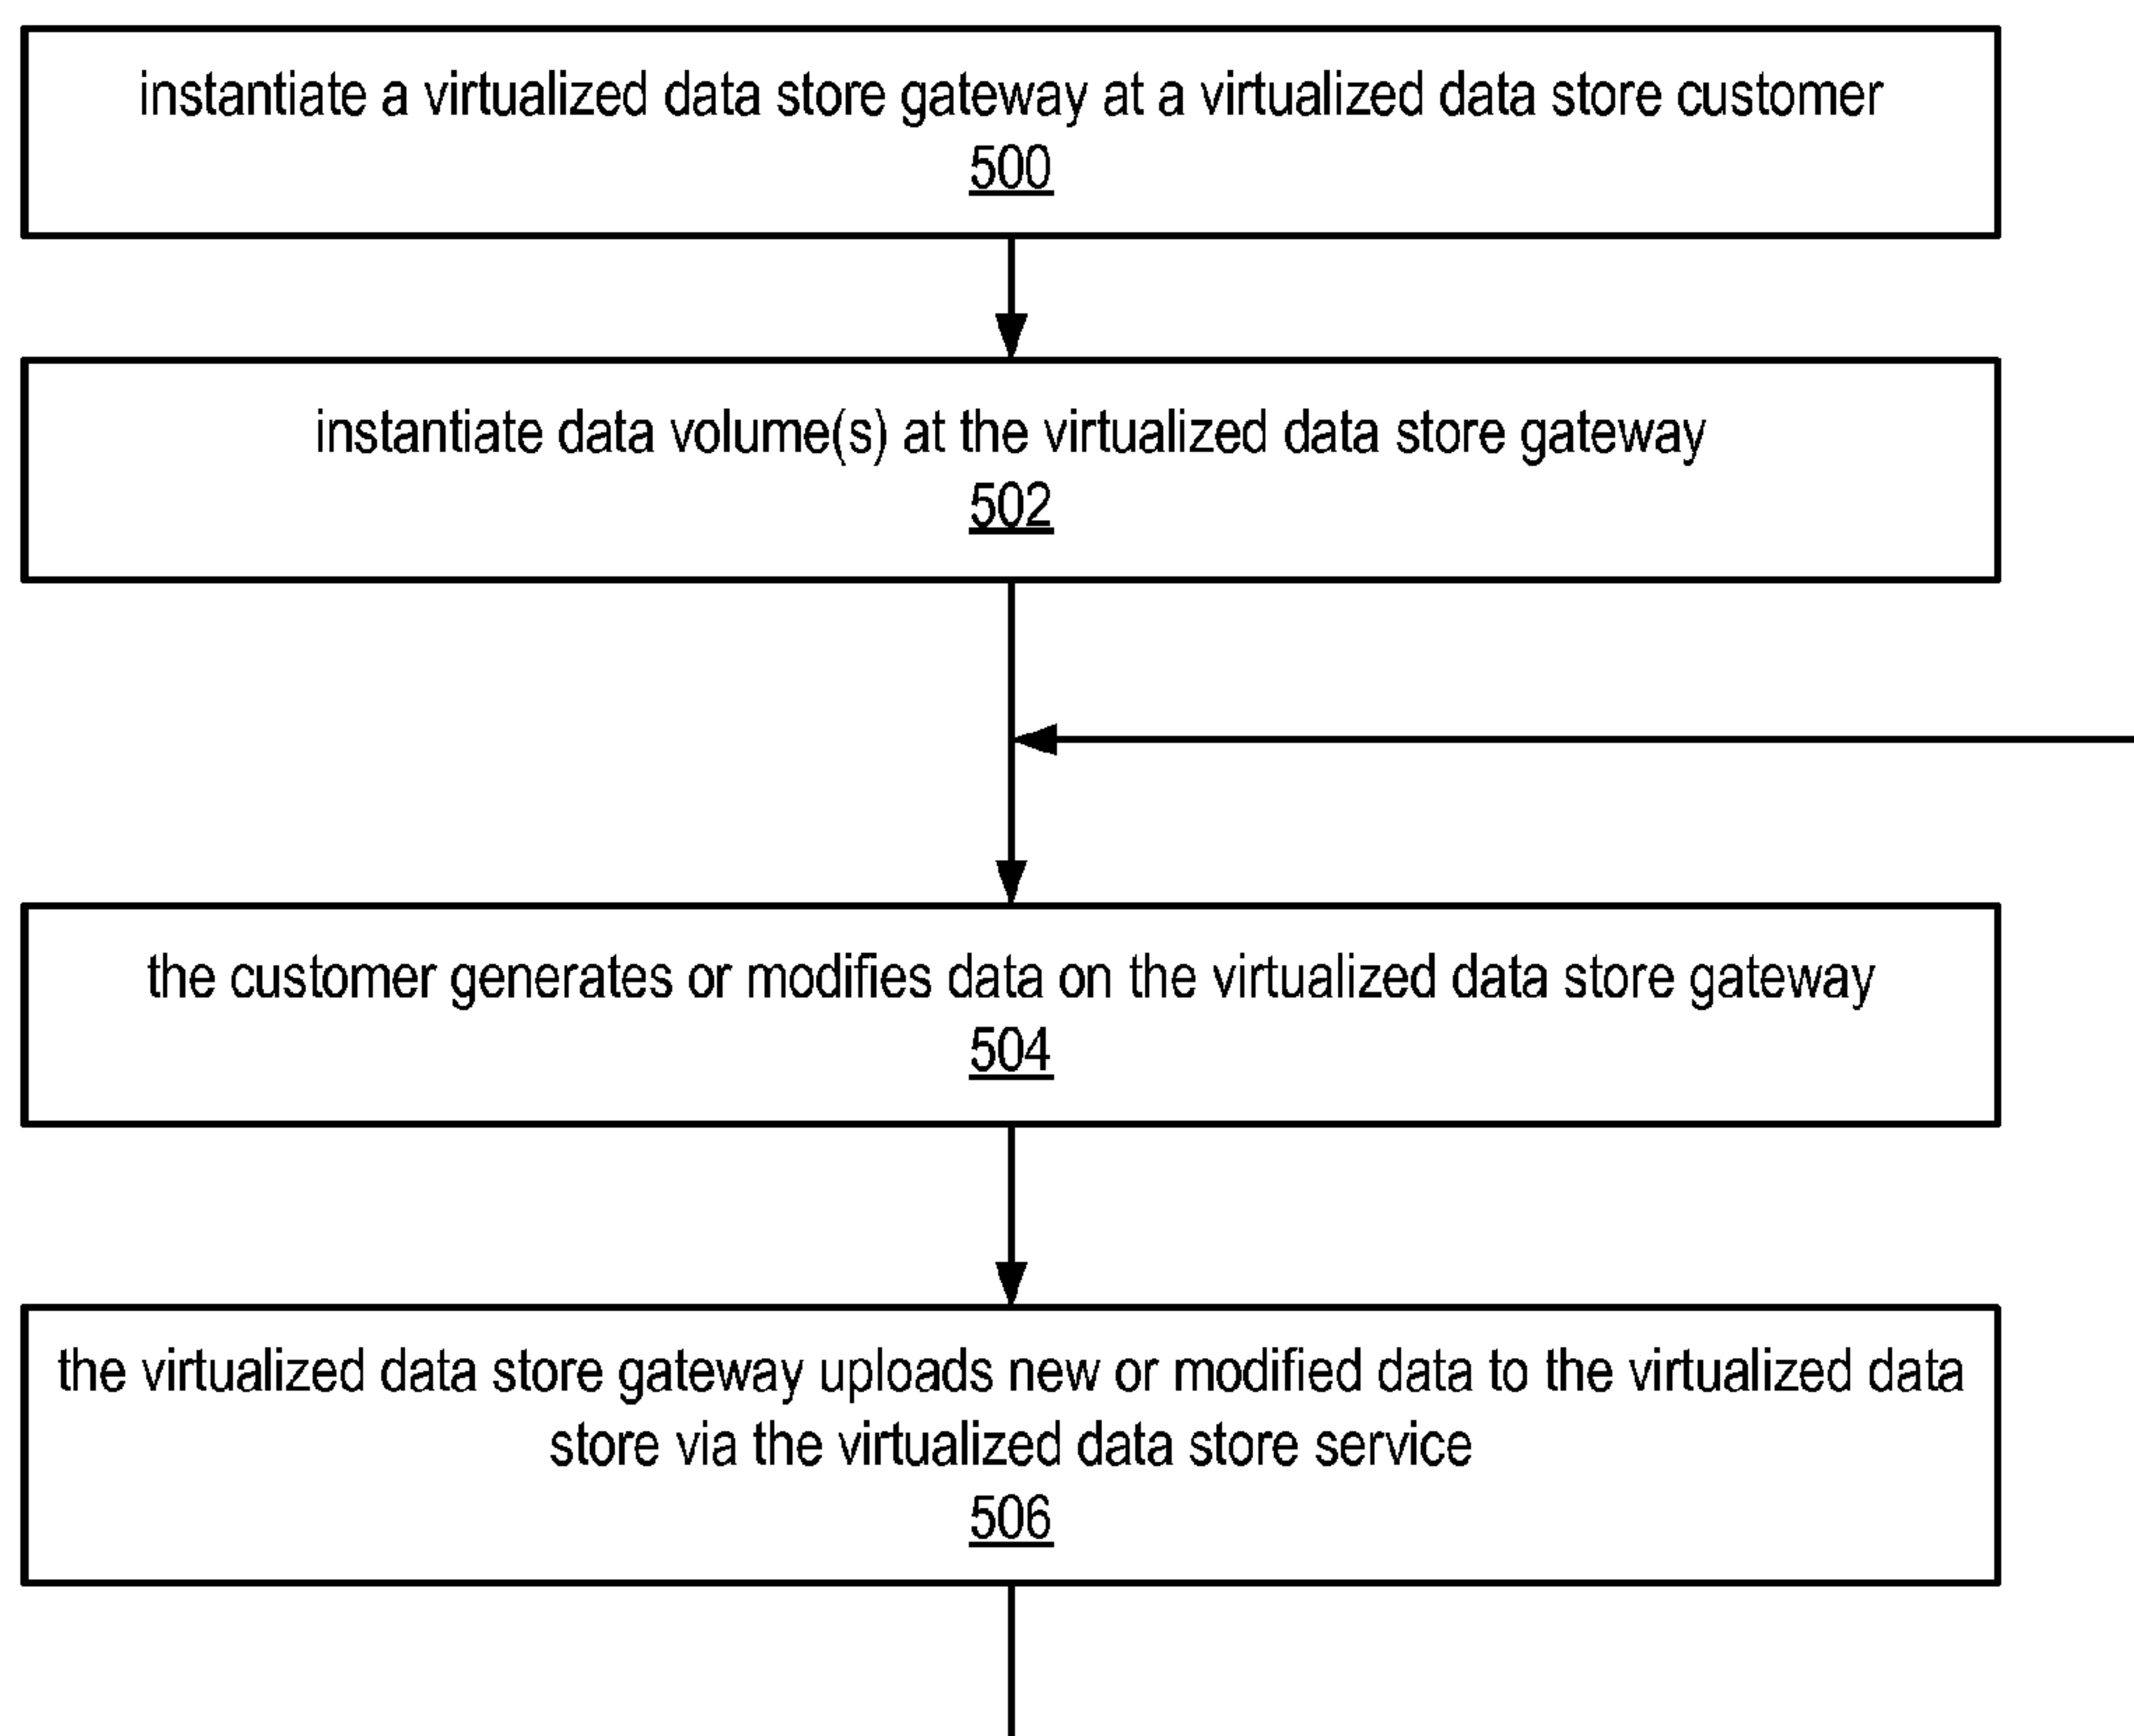 instantiate a virtualized data store gateway at a virtualized data store customer
500
instantiate data volume(s) at the virtualized data store gateway
502
the customer generates or modifies data on the virtualized data store gateway
504
the virtualized data store gateway uploads new or modified data to the virtualized data
store via the virtualized data store service
506